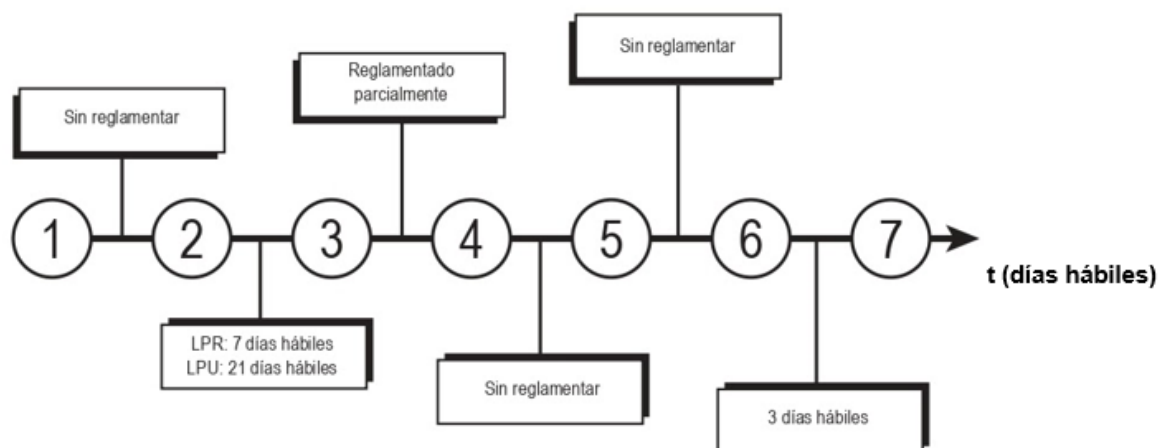 Sin reglamentar
Reglamentado
parcialmente
Sin reglamentar
1
2
3
4
5
6
7
t (días hábiles)
LPR: 7 días hábiles
LPU: 21 días hábiles
Sin reglamentar
3 días hábiles